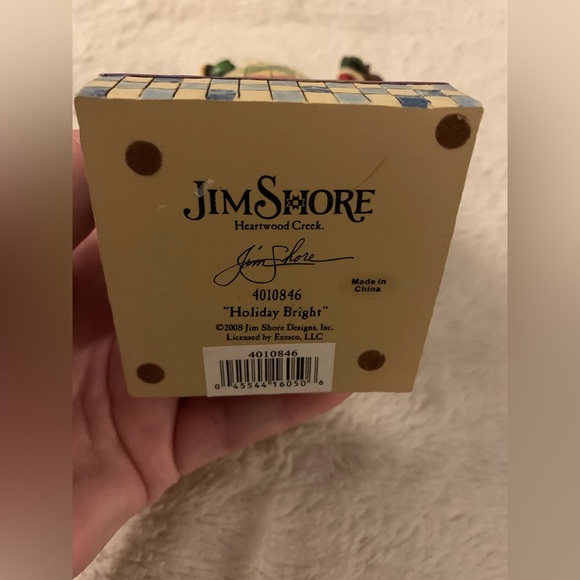 JIM SHORE
Heartwood Creek.
Jim Shore
4010846
"Holiday Bright"
©2008 Jim Shore Designs, Inc.
Licensed by Enesco, LLC
Made in
China
4010846
0 45544 16050 6